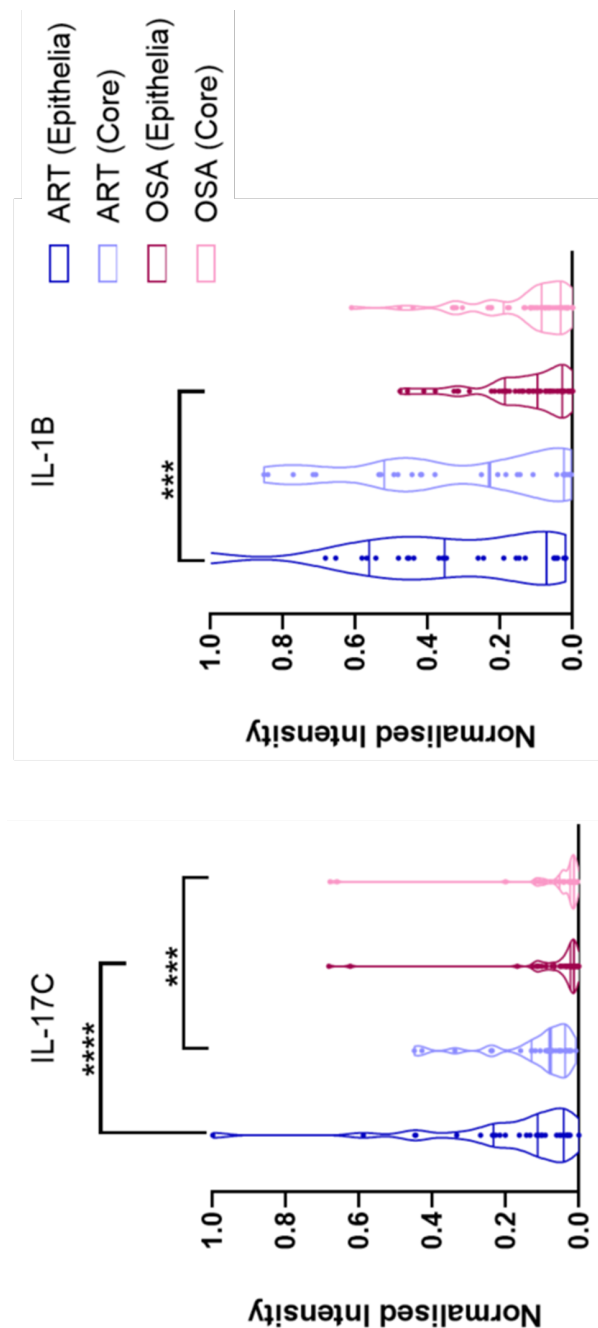 IL-17C
****
***
Normalised Intensity
1.0
0.8
0.6
0.4
0.2
0.0
IL-1B
***
Normalised Intensity
1.0
0.8
0.6
0.4
0.2
0.0
ART (Epithelia)
ART (Core)
OSA (Epithelia)
OSA (Core)